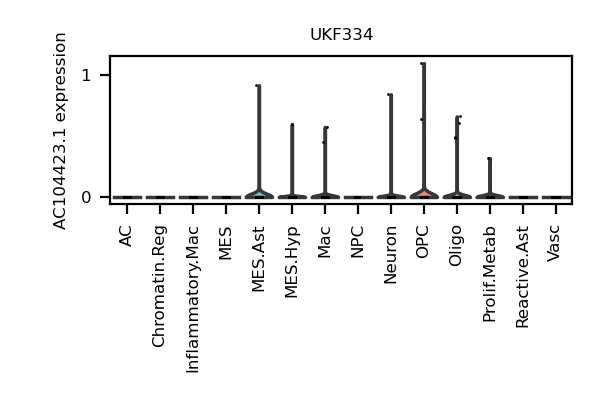 UKF334
AC104423.1 expression
1
0
AC
Chromatin.Reg
Inflammatory.Mac
MES
MES.Ast
MES.Hyp
Mac
NPC
Neuron
OPC
Oligo
Prolif.Metab
Reactive.Ast
Vasc